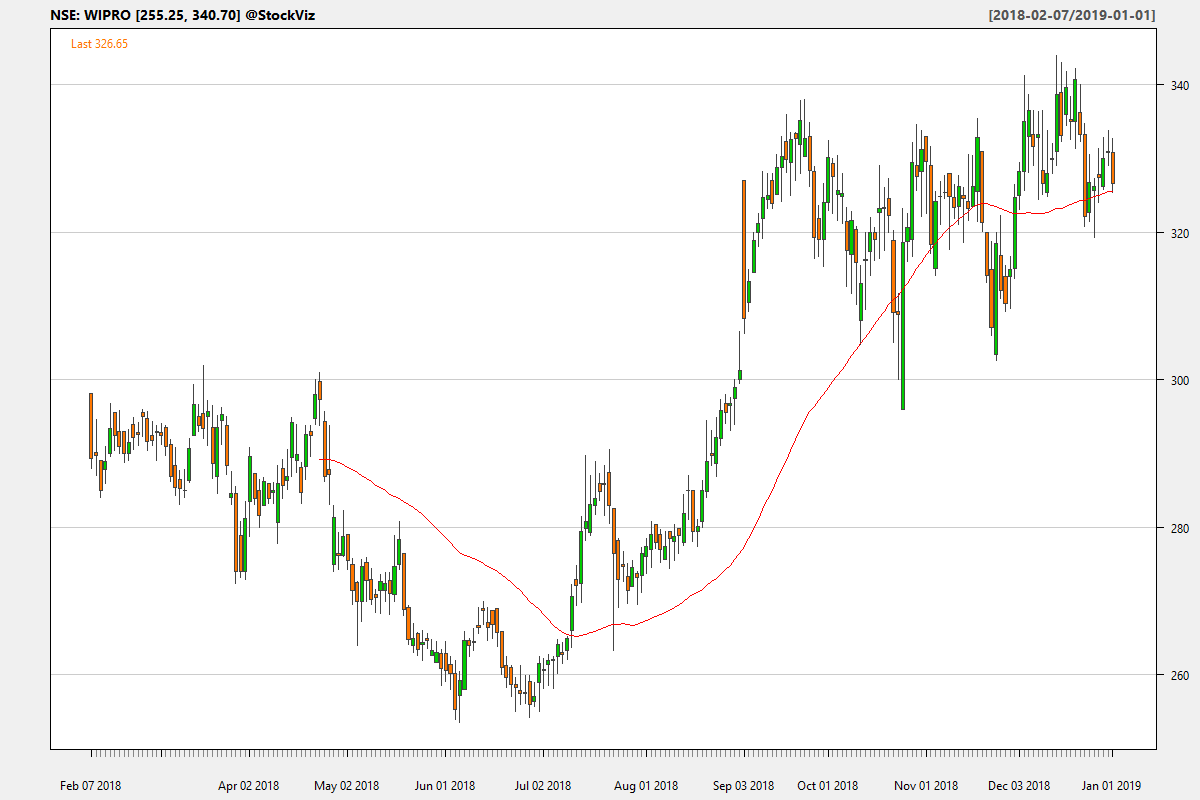 NSE: WIPRO [255.25, 340.70] @StockViz
[2018-02-07/2019-01-01]
Last 326.65
340
320
300
280
260
Feb 07 2018 Apr 02 2018 May 02 2018 Jun 01 2018 Jul 02 2018 Aug 01 2018 Sep 03 2018 Oct 01 2018 Nov 01 2018 Dec 03 2018 Jan 01 2019